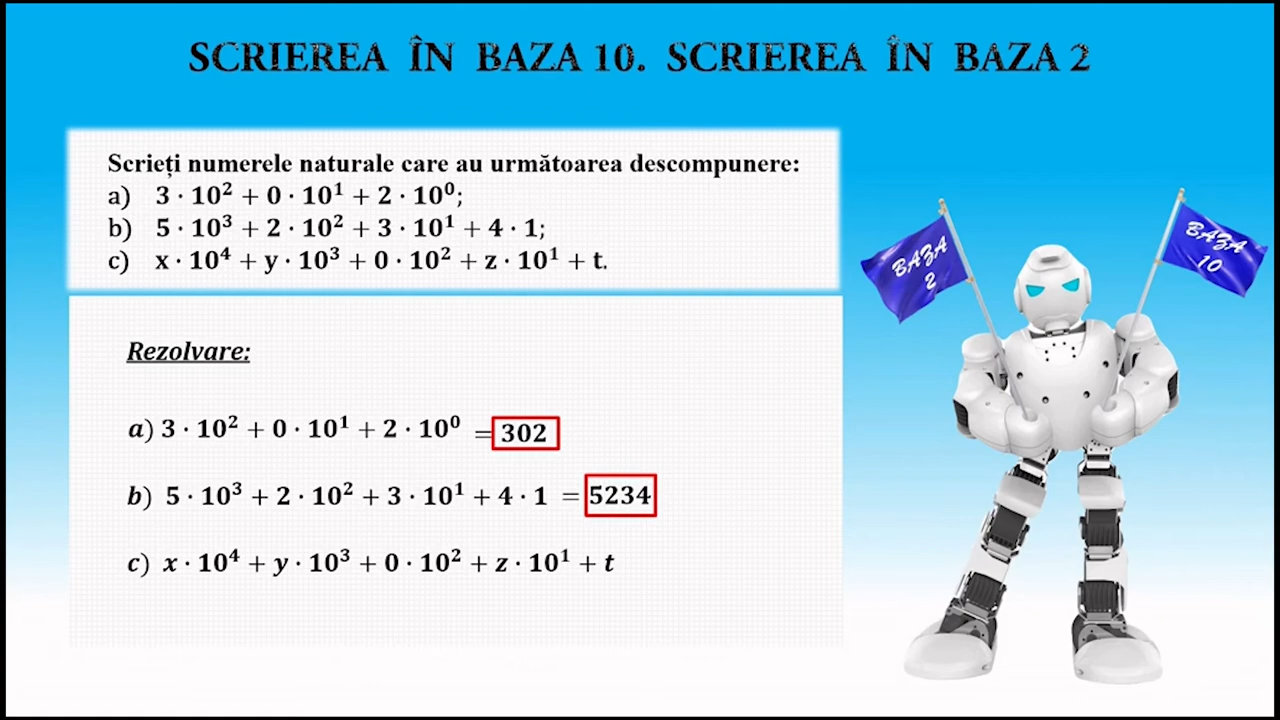 SCRIEREA ÎN BAZA 10. SCRIEREA ÎN BAZA 2
Scrieți numerele naturale care au următoarea descompunere:
a) 3 · 10² + 0 · 10¹ + 2 · 10⁰;
b) 5 · 10³ + 2 · 10² + 3 · 10¹ + 4 · 1;
c) x · 10⁴ + y · 10³ + 0 · 10² + z · 10¹ + t.
Rezolvare:
a) 3 · 10² + 0 · 10¹ + 2 · 10⁰ = 302
b) 5 · 10³ + 2 · 10² + 3 · 10¹ + 4 · 1 = 5234
c) x · 10⁴ + y · 10³ + 0 · 10² + z · 10¹ + t
BAZA
2
BAZA
10